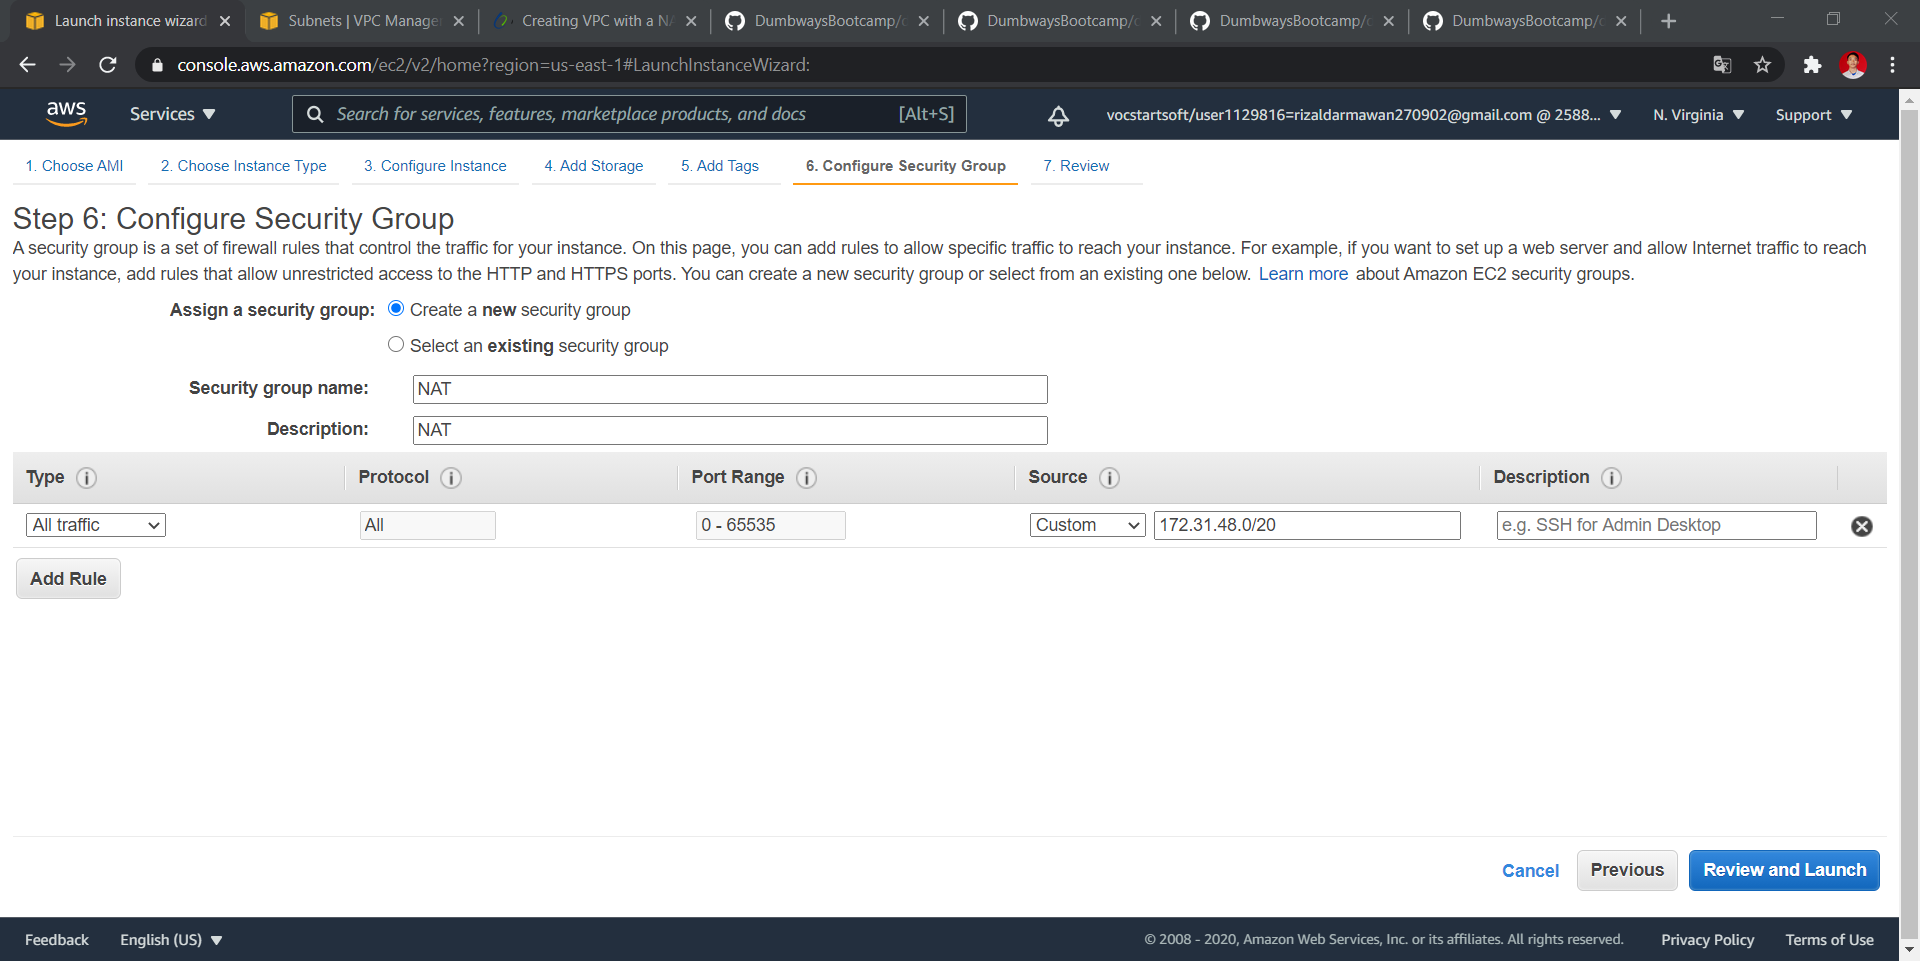 Launch instance wizard
Subnets | VPC Manager
Creating VPC with a NA
DumbwaysBootcamp/c
DumbwaysBootcamp/c
DumbwaysBootcamp/c
DumbwaysBootcamp/c
console.aws.amazon.com/ec2/v2/home?region=us-east-1#LaunchInstanceWizard:
aws
Services
Search for services, features, marketplace products, and docs
[Alt+S]
vocstartsoft/user1129816=rizaldarmawan270902@gmail.com @ 2588...
N. Virginia
Support
1. Choose AMI
2. Choose Instance Type
3. Configure Instance
4. Add Storage
5. Add Tags
6. Configure Security Group
7. Review
Step 6: Configure Security Group
A security group is a set of firewall rules that control the traffic for your instance. On this page, you can add rules to allow specific traffic to reach your instance. For example, if you want to set up a web server and allow Internet traffic to reach
your instance, add rules that allow unrestricted access to the HTTP and HTTPS ports. You can create a new security group or select from an existing one below. Learn more about Amazon EC2 security groups.
Assign a security group:
Create a new security group
Select an existing security group
Security group name:
NAT
Description:
NAT
Type
Protocol
Port Range
Source
Description
All traffic
All
0 - 65535
Custom
172.31.48.0/20
e.g. SSH for Admin Desktop
Add Rule
Cancel
Previous
Review and Launch
Feedback
English (US)
© 2008 - 2020, Amazon Web Services, Inc. or its affiliates. All rights reserved.
Privacy Policy
Terms of Use